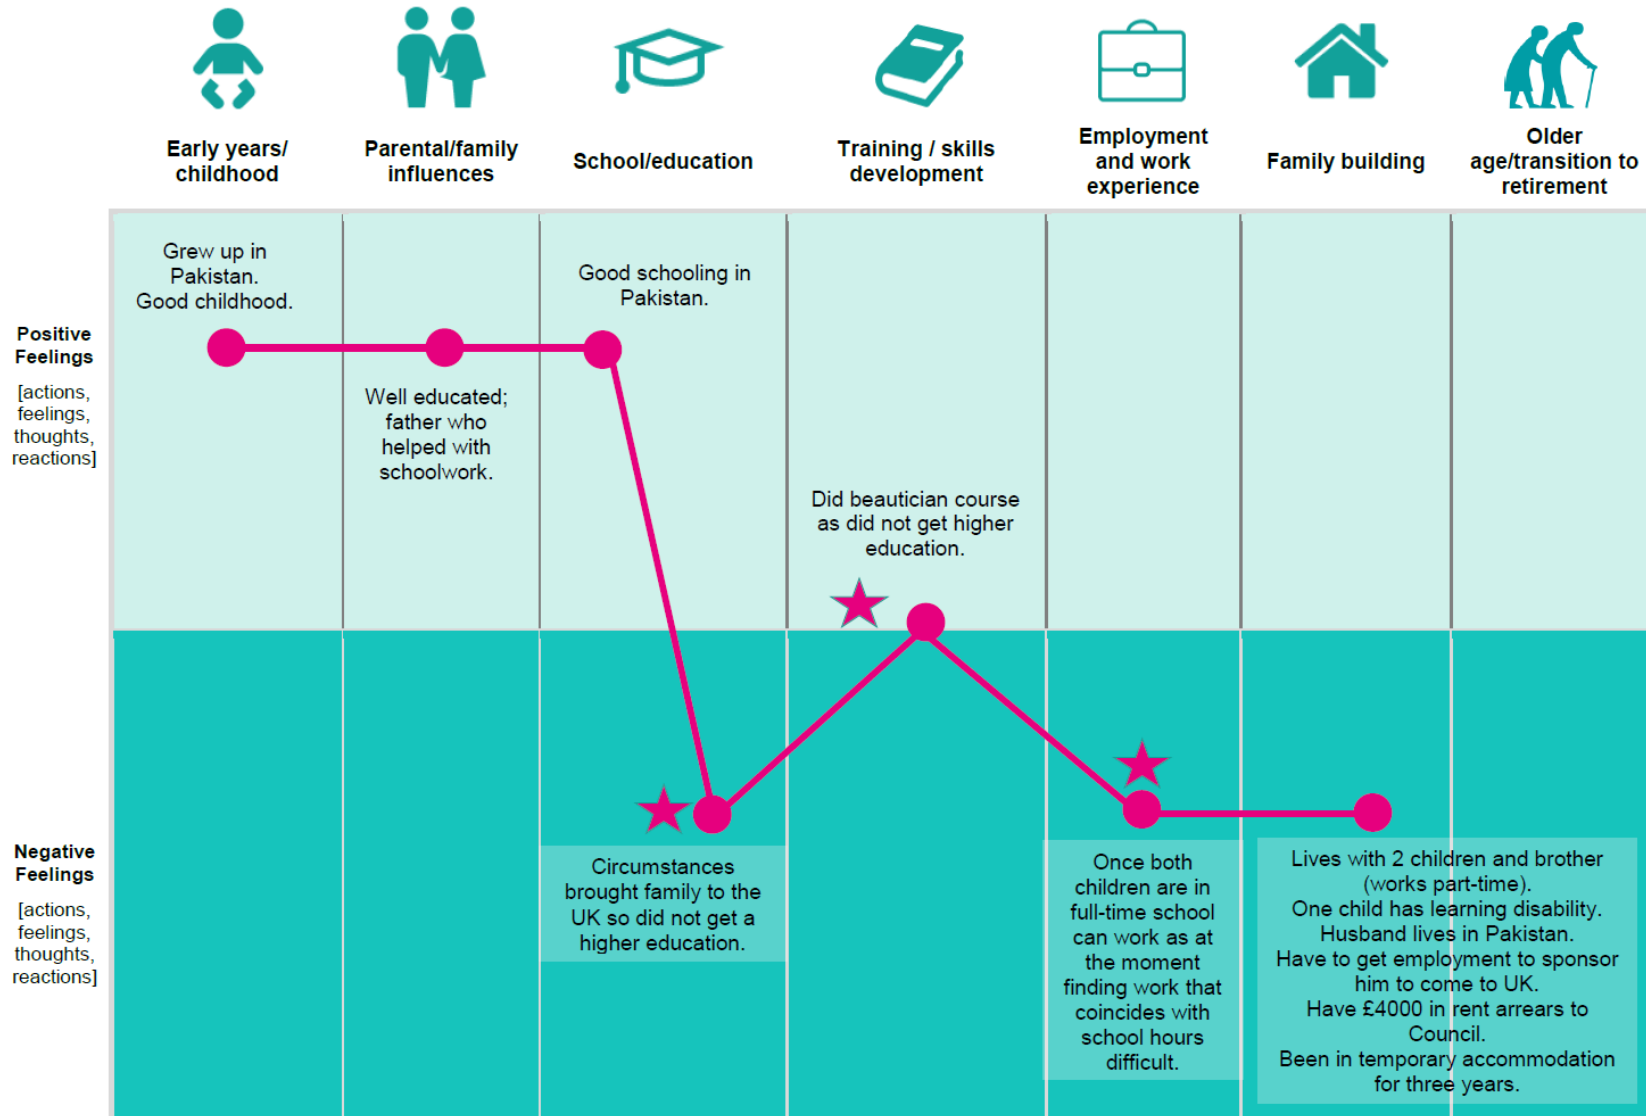 Early years/
childhood
Parental/family
influences
School/education
Training / skills
development
Employment
and work
experience
Family building
Older
age/transition to
retirement
Positive
Feelings
[actions,
feelings,
thoughts,
reactions]
Grew up in
Pakistan.
Good childhood.
Well educated;
father who
helped with
schoolwork.
Good schooling in
Pakistan.
Did beautician course
as did not get higher
education.
Negative
Feelings
[actions,
feelings,
thoughts,
reactions]
Circumstances
brought family to the
UK so did not get a
higher education.
Once both
children are in
full-time school
can work as at
the moment
finding work that
coincides with
school hours
difficult.
Lives with 2 children and brother
(works part-time).
One child has learning disability.
Husband lives in Pakistan.
Have to get employment to sponsor
him to come to UK.
Have £4000 in rent arrears to
Council.
Been in temporary accommodation
for three years.